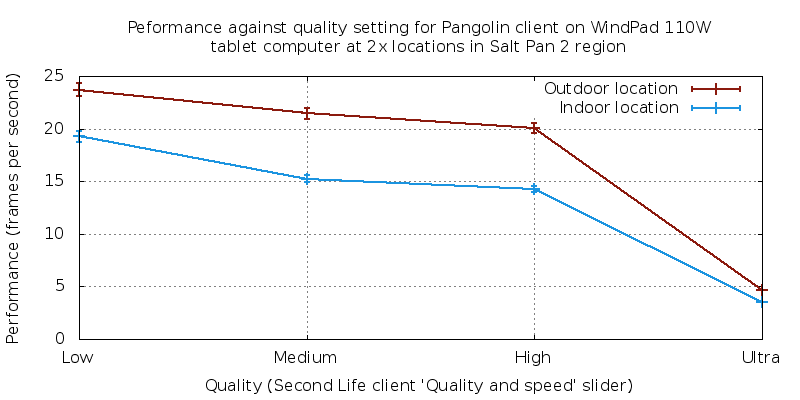 Peformance against quality setting for Pangolin client on WindPad 110W
tablet computer at 2x locations in Salt Pan 2 region
Performance (frames per second)
25
20
15
10
5
0
Outdoor location
Indoor location
Low
Medium
High
Ultra
Quality (Second Life client 'Quality and speed' slider)